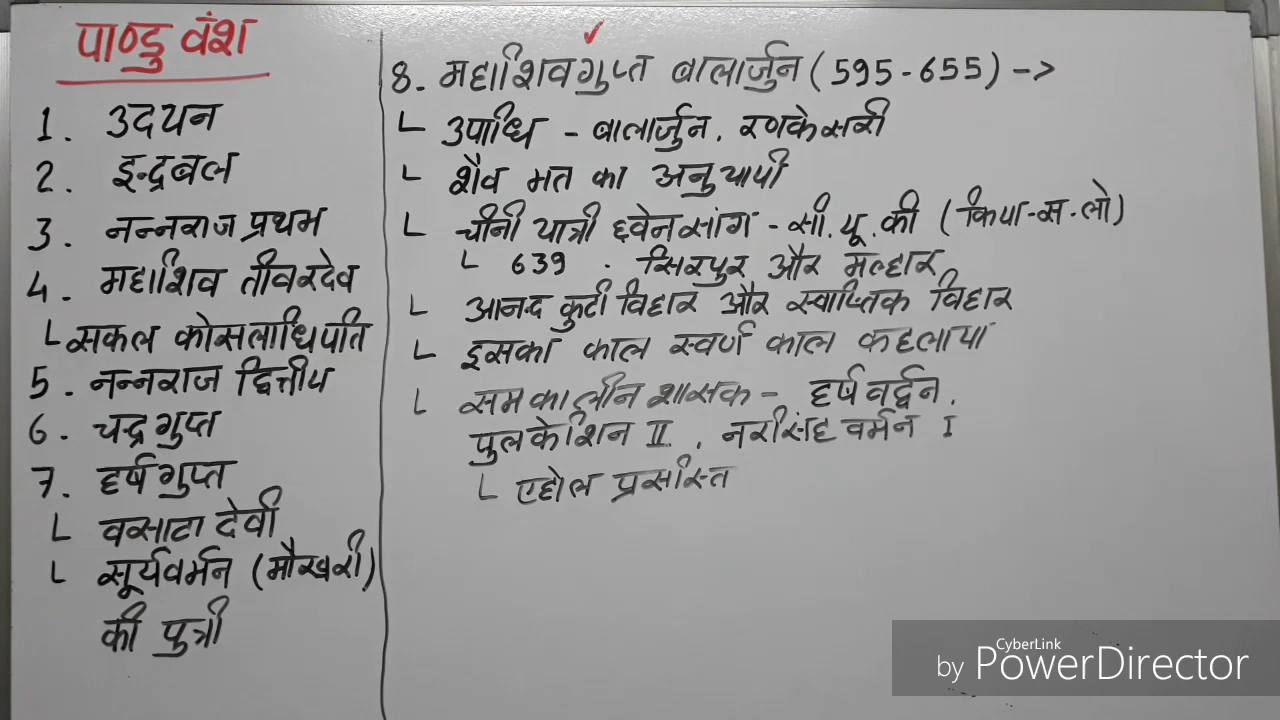 पाण्डु वंश
1. उदयन
2. इन्द्रबल
3. नन्नराज प्रथम
4. महाशिव तीवरदेव
└ सकल कोसलाधिपति
5. नन्नराज द्वितीय
6. चन्द्रगुप्त
7. हर्षगुप्त
└ वसाटा देवी
└ सूर्यवर्मन (मौखरी)
की पुत्री
8. महाशिवगुप्त बालार्जुन (595-655) ->
└ उपाधि - बालार्जुन. रणकेसरी
└ शैव मत का अनुयायी
└ चीनी यात्री ह्वेनसांग - सी.यू.की (किया-स.लो)
└ 639 . सिरपुर और मल्हार
└ आनन्द कुटी विहार और स्वास्तिक विहार
└ इसका काल स्वर्ण काल कहलाया
└ समकालीन शासक - हर्षवर्द्धन.
पुलकेशिन II. नरसिंह वर्मन I
└ एहोल प्रसस्ति
CyberLink
by PowerDirector